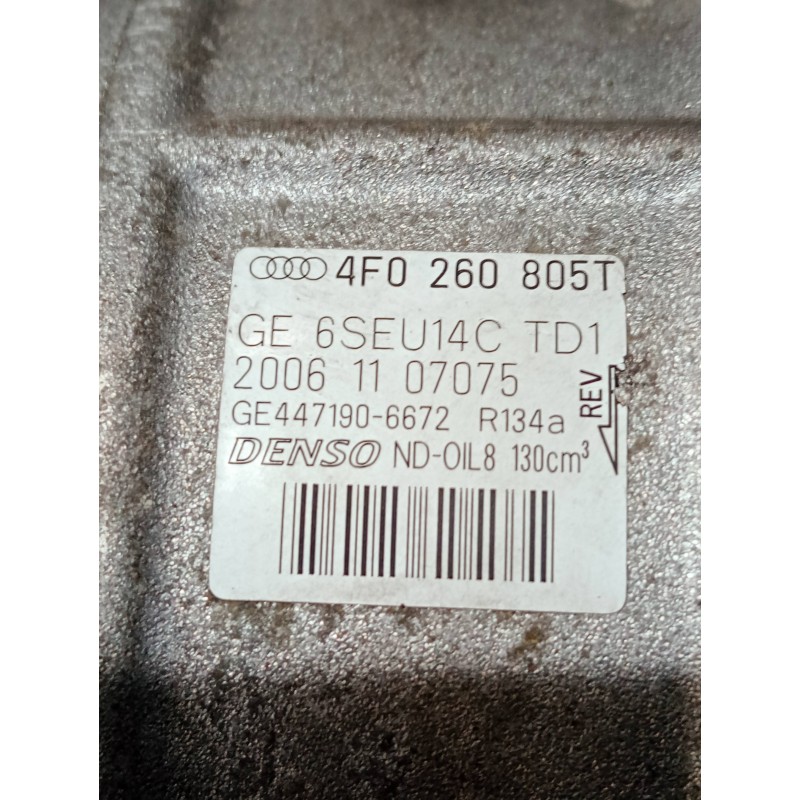 4F0 260 805T
GE 6SEU14C TD1
2006 11 07075
GE447190-6672 R134a
REV
DENSO ND-OIL8 130cm³